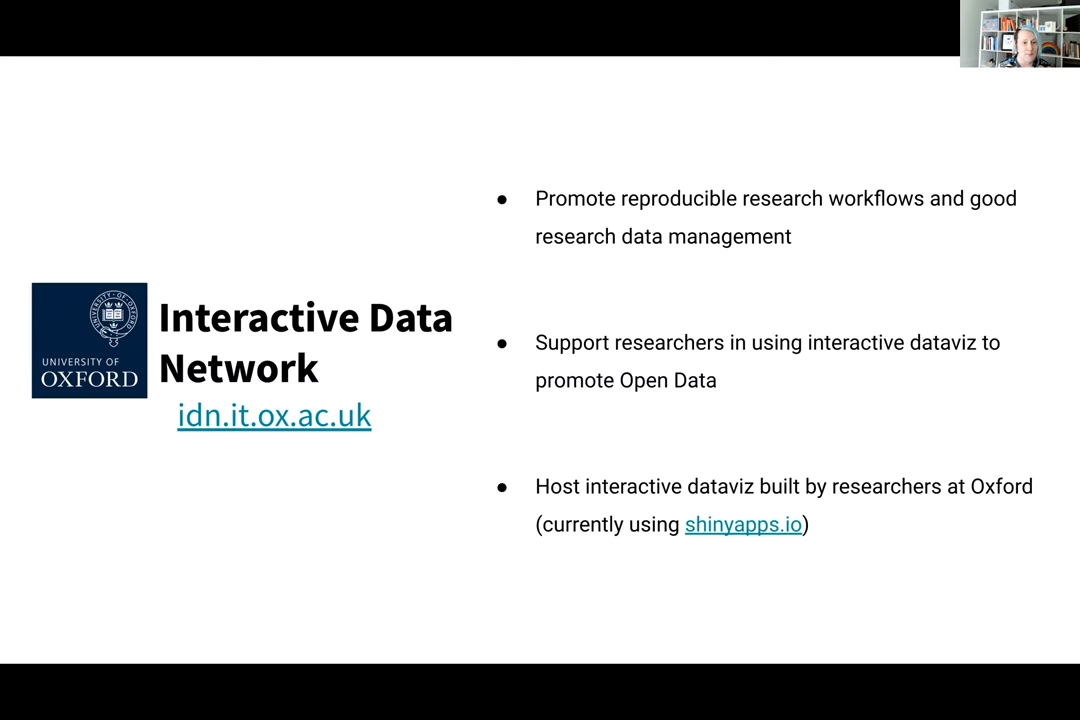 UNIVERSITY OF
OXFORD
Interactive Data
Network
idn.it.ox.ac.uk
● Promote reproducible research workflows and good
research data management
● Support researchers in using interactive dataviz to
promote Open Data
● Host interactive dataviz built by researchers at Oxford
(currently using shinyapps.io)